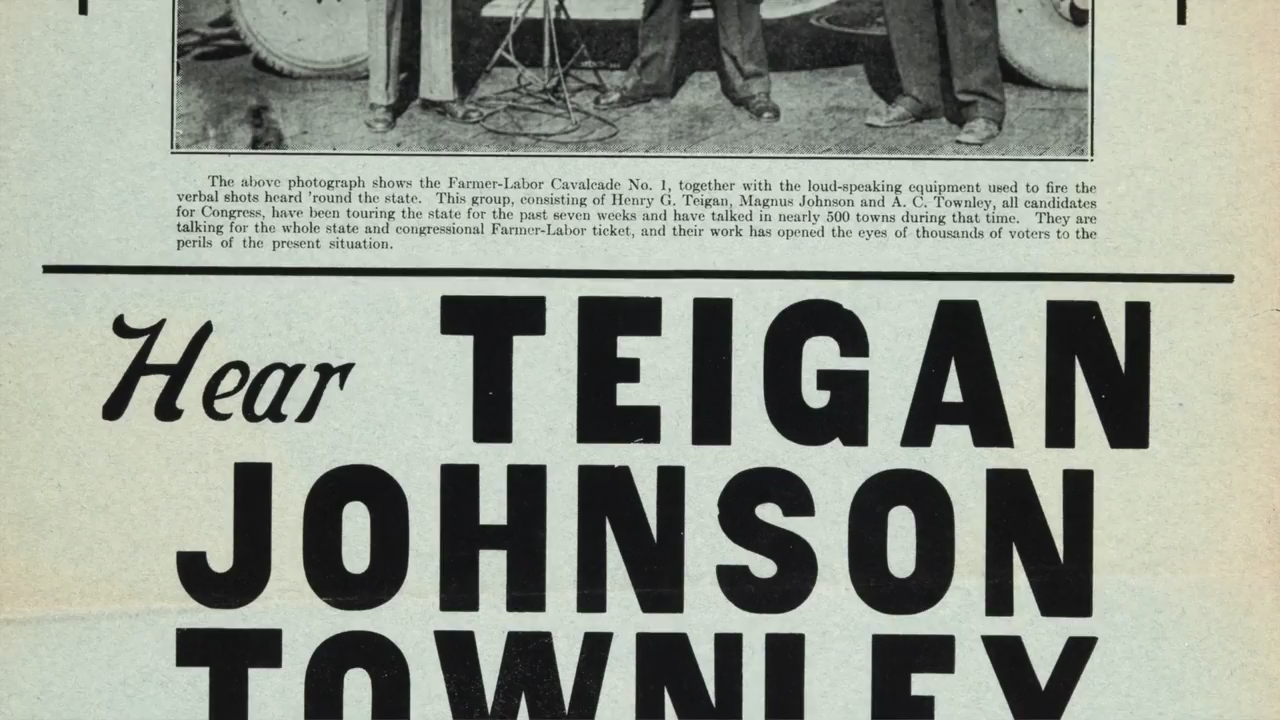 The above photograph shows the Farmer-Labor Cavalcade No. 1, together with the loud-speaking equipment used to fire the
verbal shots heard 'round the state. This group, consisting of Henry G. Teigan, Magnus Johnson and A. C. Townley, all candidates
for Congress, have been touring the state for the past seven weeks and have talked in nearly 500 towns during that time. They are
talking for the whole state and congressional Farmer-Labor ticket, and their work has opened the eyes of thousands of voters to the
perils of the present situation.
Hear TEIGAN
JOHNSON
TOWNLEY